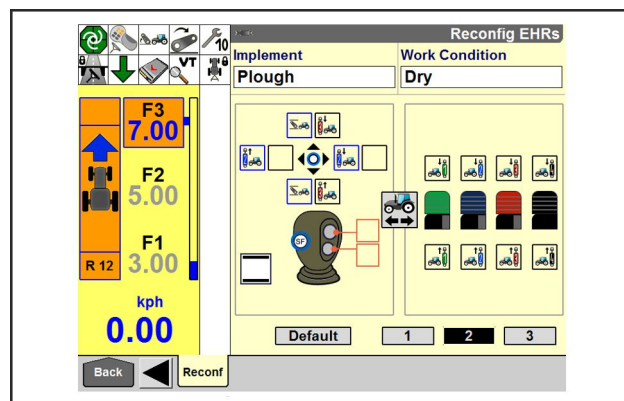 Reconfig EHRs
10
VT
Implement
Work Condition
Plough
Dry
F3
7.00
F2
5.00
F1
3.00
R 12
SF
kph
0.00
Default
1
2
3
Back
Reconf